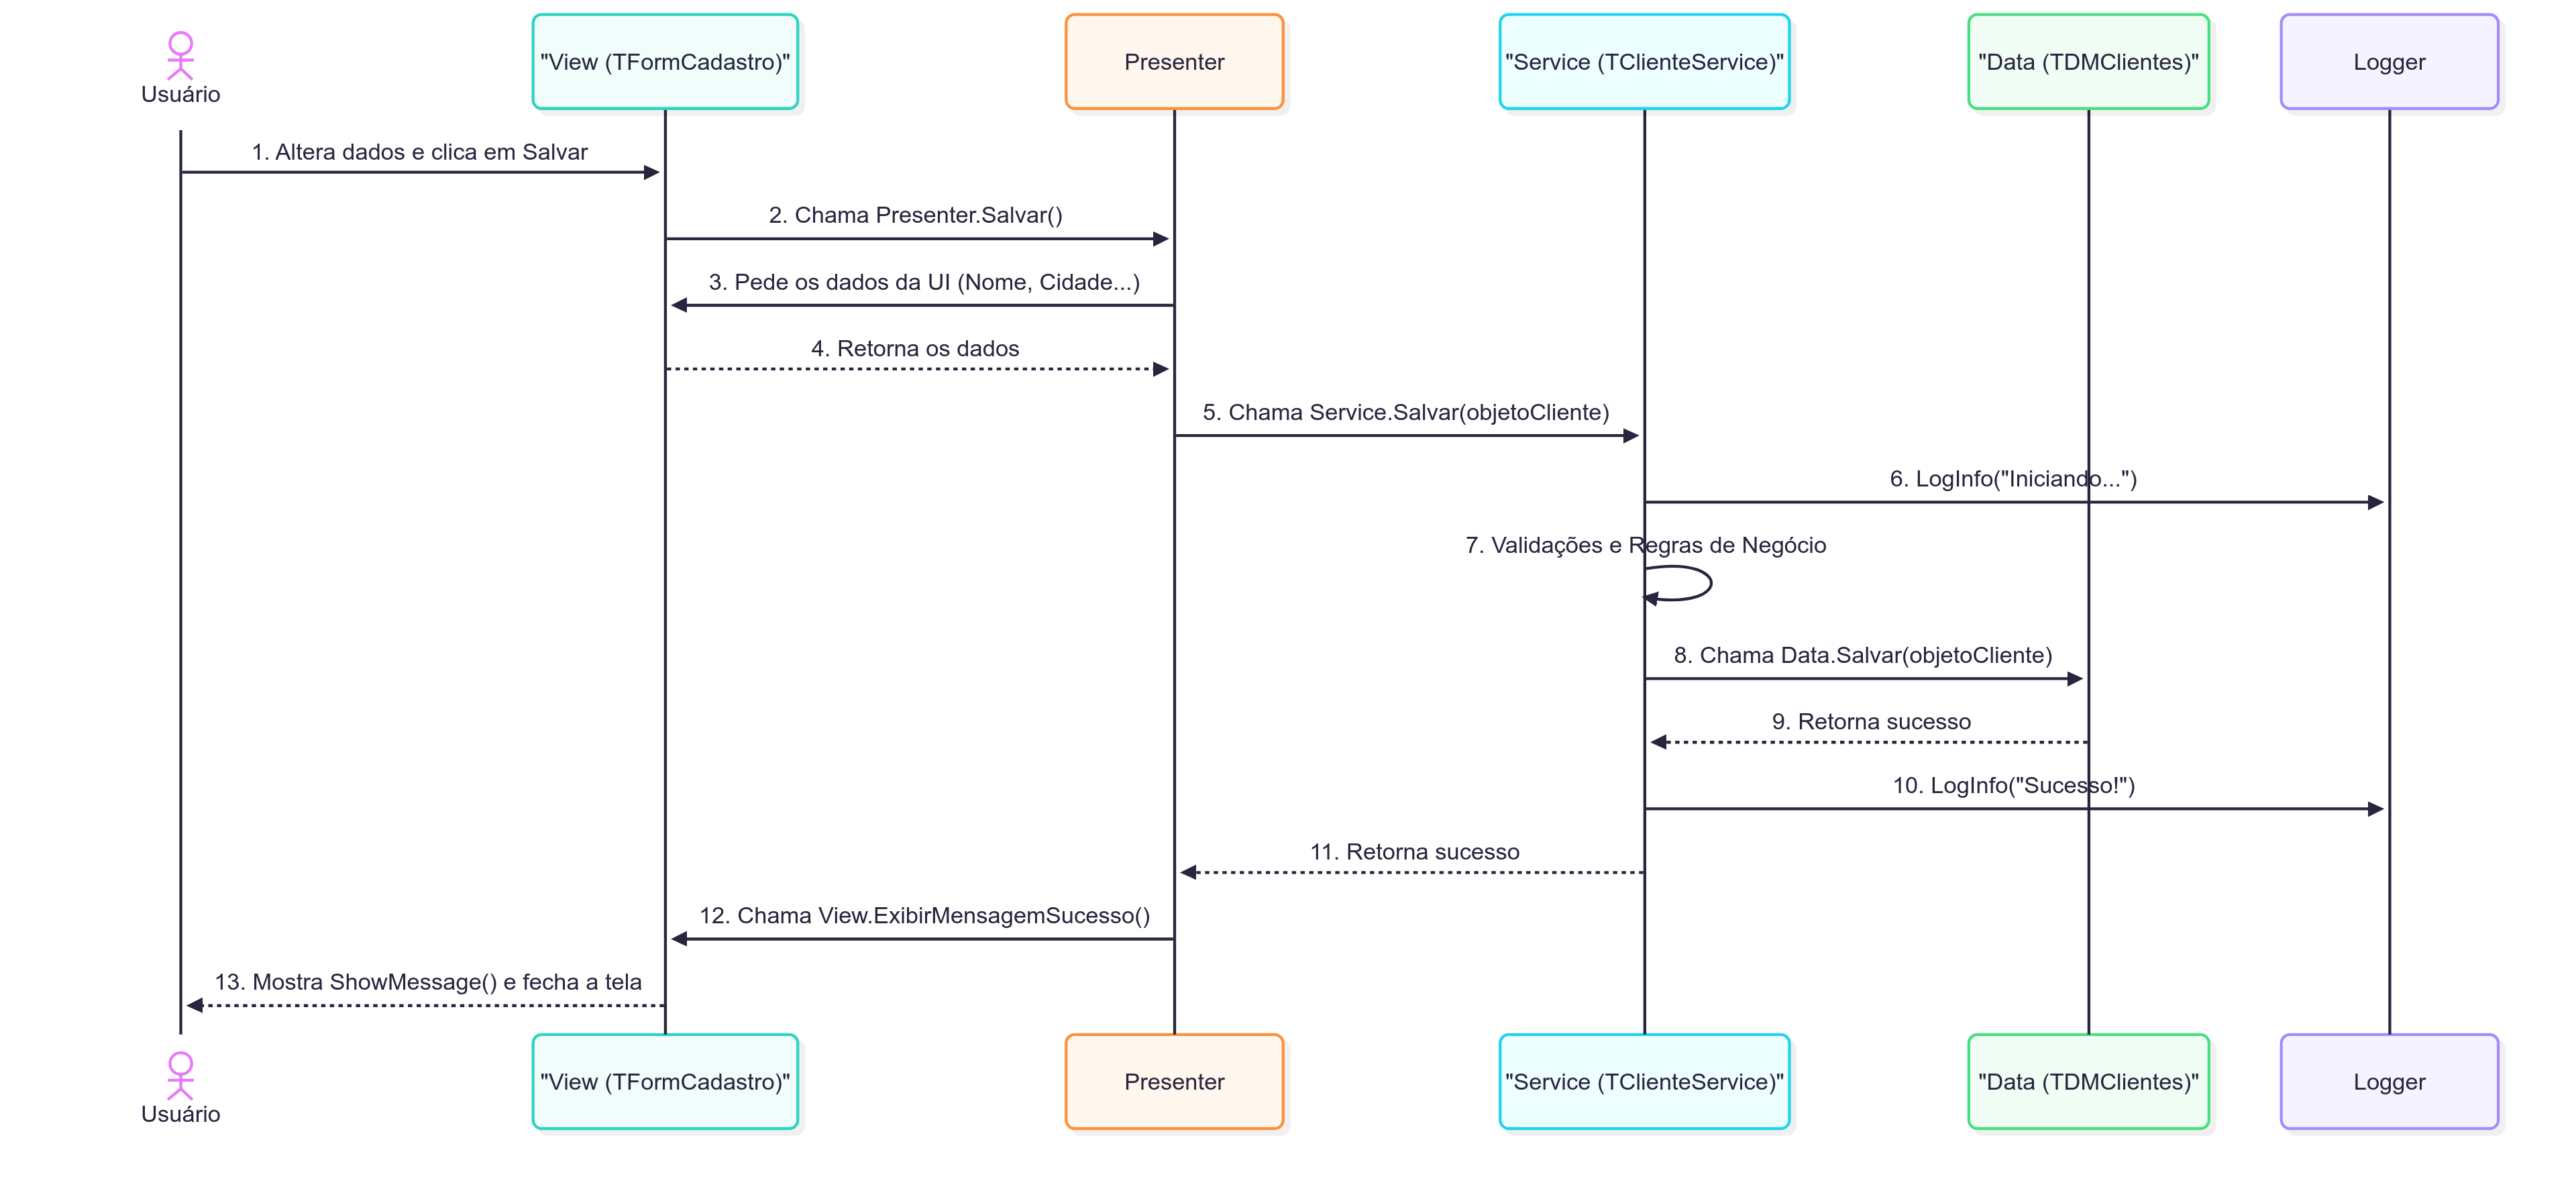 Usuário
"View (TFormCadastro)"
Presenter
"Service (TClienteService)"
"Data (TDMClientes)"
Logger
1. Altera dados e clica em Salvar
2. Chama Presenter.Salvar()
3. Pede os dados da UI (Nome, Cidade...)
4. Retorna os dados
5. Chama Service.Salvar(objetoCliente)
6. LogInfo("Iniciando...")
7. Validações e Regras de Negócio
8. Chama Data.Salvar(objetoCliente)
9. Retorna sucesso
10. LogInfo("Sucesso!")
11. Retorna sucesso
12. Chama View.ExibirMensagemSucesso()
13. Mostra ShowMessage() e fecha a tela
Usuário
"View (TFormCadastro)"
Presenter
"Service (TClienteService)"
"Data (TDMClientes)"
Logger